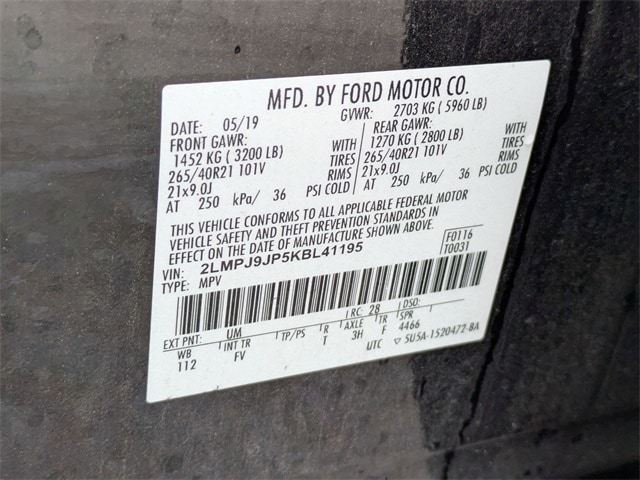 MFD. BY FORD MOTOR CO.
DATE: 05/19 GVWR: 2703 KG ( 5960 LB)
FRONT GAWR: REAR GAWR:
1452 KG ( 3200 LB) WITH 1270 KG ( 2800 LB) WITH
265/40R21 101V TIRES 265/40R21 101V TIRES
21x9.0J RIMS 21x9.0J RIMS
AT 250 kPa/ 36 PSI COLD AT 250 kPa/ 36 PSI COLD
THIS VEHICLE CONFORMS TO ALL APPLICABLE FEDERAL MOTOR
VEHICLE SAFETY AND THEFT PREVENTION STANDARDS IN
EFFECT ON THE DATE OF MANUFACTURE SHOWN ABOVE.
VIN: 2LMPJ9JP5KBL41195 F0116
TYPE: MPV T0031
EXT PNT: UM RC: 28 DSO:
WB INT TR TP/PS R AXLE TR SPR
112 FV T 3H F 4466
UTC ▽ 5U5A-1520472-BA